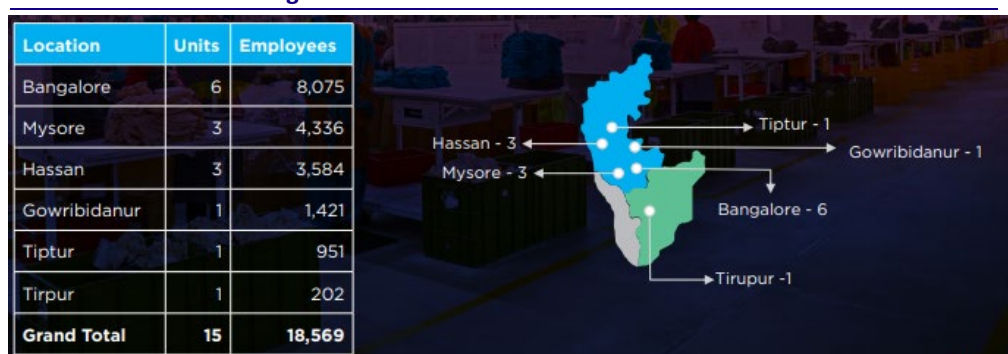 Location Units Employees
Bangalore 6 8,075
Mysore 3 4,336
Hassan 3 3,584
Gowribidanur 1 1,421
Tiptur 1 951
Tirpur 1 202
Grand Total 15 18,569
Tiptur - 1
Hassan - 3
Gowribidanur - 1
Mysore - 3
Bangalore - 6
Tirupur -1